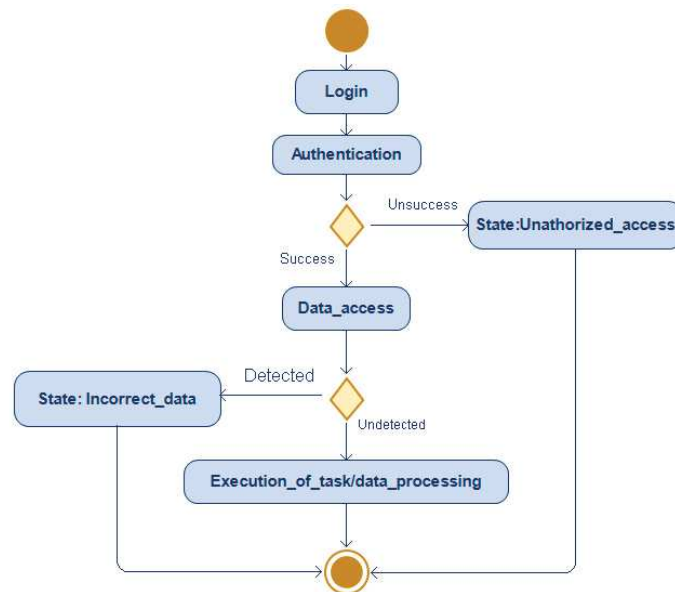 Login
Authentication
Unsuccess
State:Unathorized_access
Success
Data_access
Detected
State: Incorrect_data
Undetected
Execution_of_task/data_processing